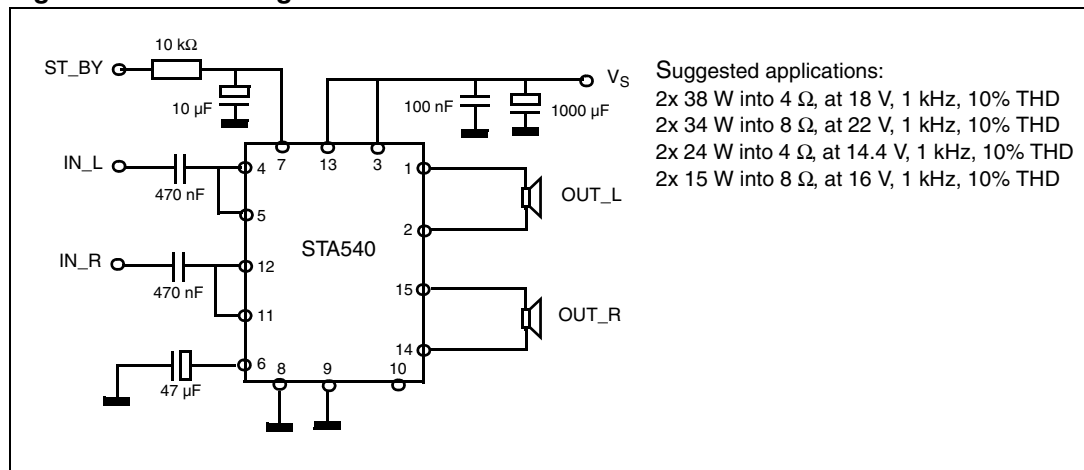 10 kΩ
ST_BY
10 µF
V_S
100 nF
1000 µF
Suggested applications:
2x 38 W into 4 Ω, at 18 V, 1 kHz, 10% THD
2x 34 W into 8 Ω, at 22 V, 1 kHz, 10% THD
2x 24 W into 4 Ω, at 14.4 V, 1 kHz, 10% THD
2x 15 W into 8 Ω, at 16 V, 1 kHz, 10% THD
IN_L
470 nF
4
7
13
3
1
5
2
OUT_L
STA540
IN_R
470 nF
12
11
15
14
OUT_R
6
47 µF
8
9
10